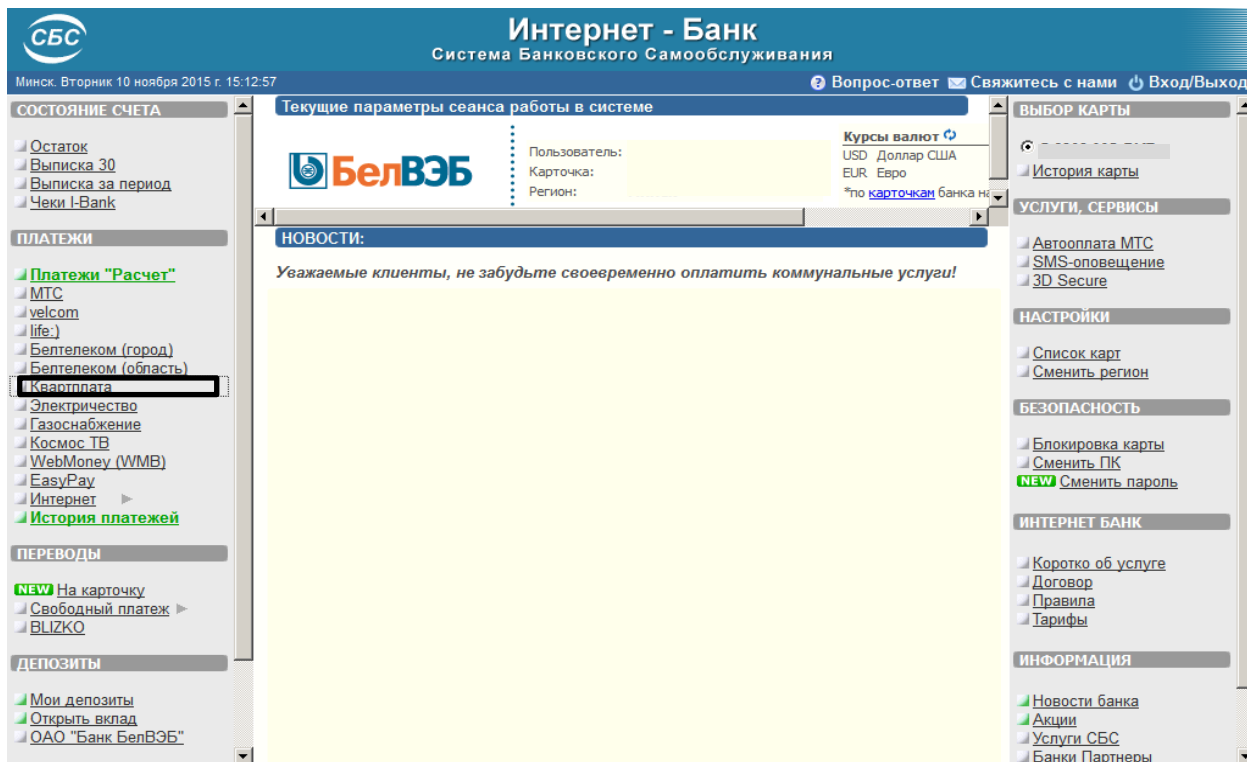 СБС
Интернет - Банк
Система Банковского Самообслуживания
Минск. Вторник 10 ноября 2015 г. 15:12:57
Вопрос-ответ Свяжитесь с нами Вход/Выход
СОСТОЯНИЕ СЧЕТА
Остаток
Выписка 30
Выписка за период
Чеки I-Bank
ПЛАТЕЖИ
Платежи "Расчет"
МТС
velcom
life:)
Белтелеком (город)
Белтелеком (область)
Квартплата
Электричество
Газоснабжение
Космос ТВ
WebMoney (WMB)
EasyPay
Интернет
История платежей
ПЕРЕВОДЫ
NEW На карточку
Свободный платеж
BLIZKO
ДЕПОЗИТЫ
Мои депозиты
Открыть вклад
ОАО "Банк БелВЭБ"
Текущие параметры сеанса работы в системе
БелВЭБ
Пользователь:
Карточка:
Регион:
Курсы валют
USD Доллар США
EUR Евро
*по карточкам банка
НОВОСТИ:
Уважаемые клиенты, не забудьте своевременно оплатить коммунальные услуги!
ВЫБОР КАРТЫ
История карты
УСЛУГИ, СЕРВИСЫ
Автооплата МТС
SMS-оповещение
3D Secure
НАСТРОЙКИ
Список карт
Сменить регион
БЕЗОПАСНОСТЬ
Блокировка карты
Сменить ПК
NEW Сменить пароль
ИНТЕРНЕТ БАНК
Коротко об услуге
Договор
Правила
Тарифы
ИНФОРМАЦИЯ
Новости банка
Акции
Услуги СБС
Банки Партнеры